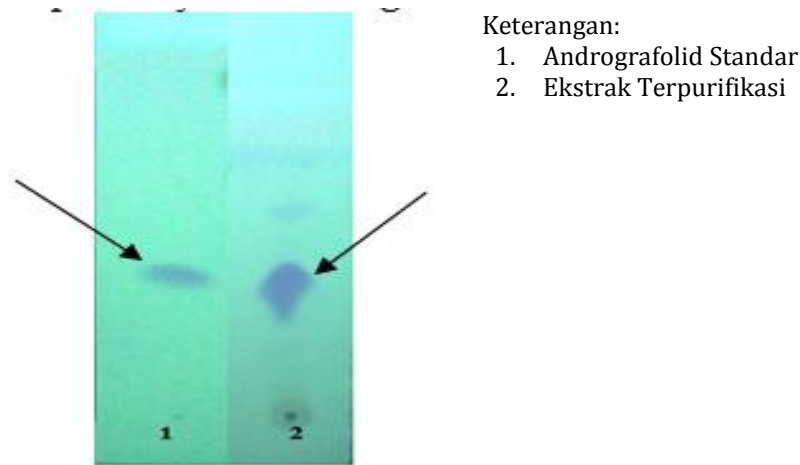 Keterangan:
1. Andrografolid Standar
2. Ekstrak Terpurifikasi
1 2